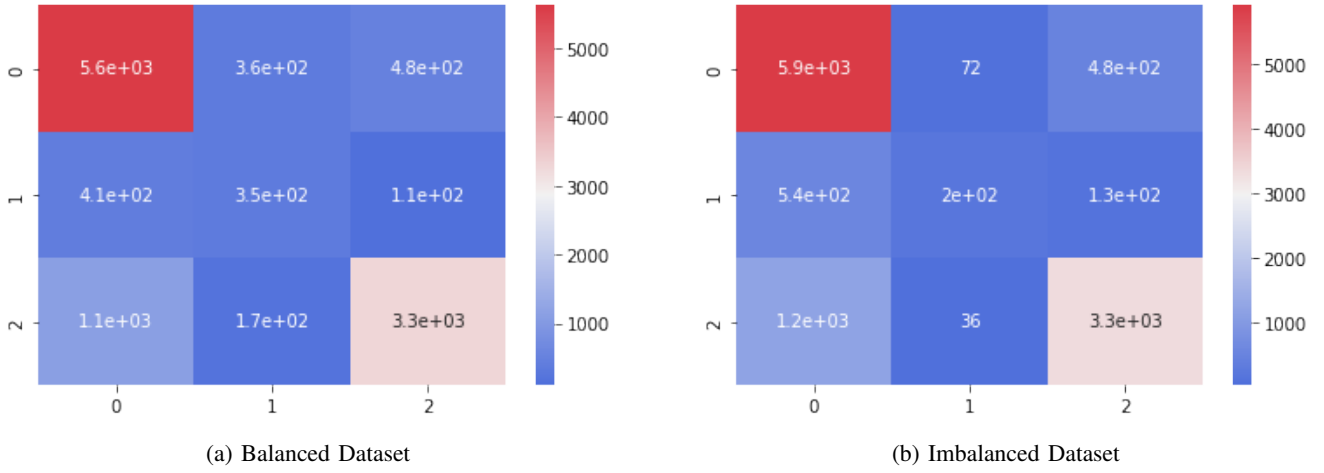 0 5.6e+03 3.6e+02 4.8e+02
1 4.1e+02 3.5e+02 1.1e+02
2 1.1e+03 1.7e+02 3.3e+03
0 1 2
5000
4000
3000
2000
1000
(a) Balanced Dataset
0 5.9e+03 72 4.8e+02
1 5.4e+02 2e+02 1.3e+02
2 1.2e+03 36 3.3e+03
0 1 2
5000
4000
3000
2000
1000
(b) Imbalanced Dataset